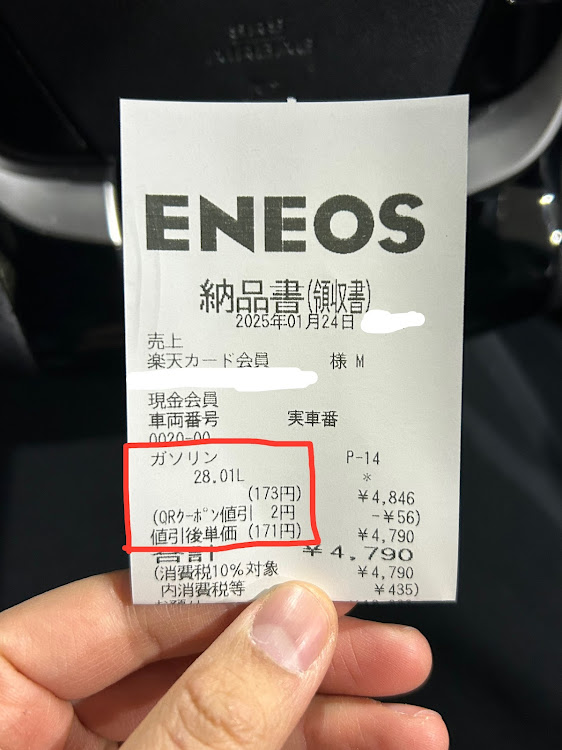 ENEOS
納品書(領収書)
2025年01月24日
売上
楽天カード会員 様 M
現金会員
車両番号 実車番
0020-00
ガソリン P-14
28.01L *
(173円) ¥4,846
(QRクーポン値引 2円 -¥56)
値引後単価 (171円) ¥4,790
合計 ¥4,790
(消費税10%対象 ¥4,790
内消費税等 ¥435)